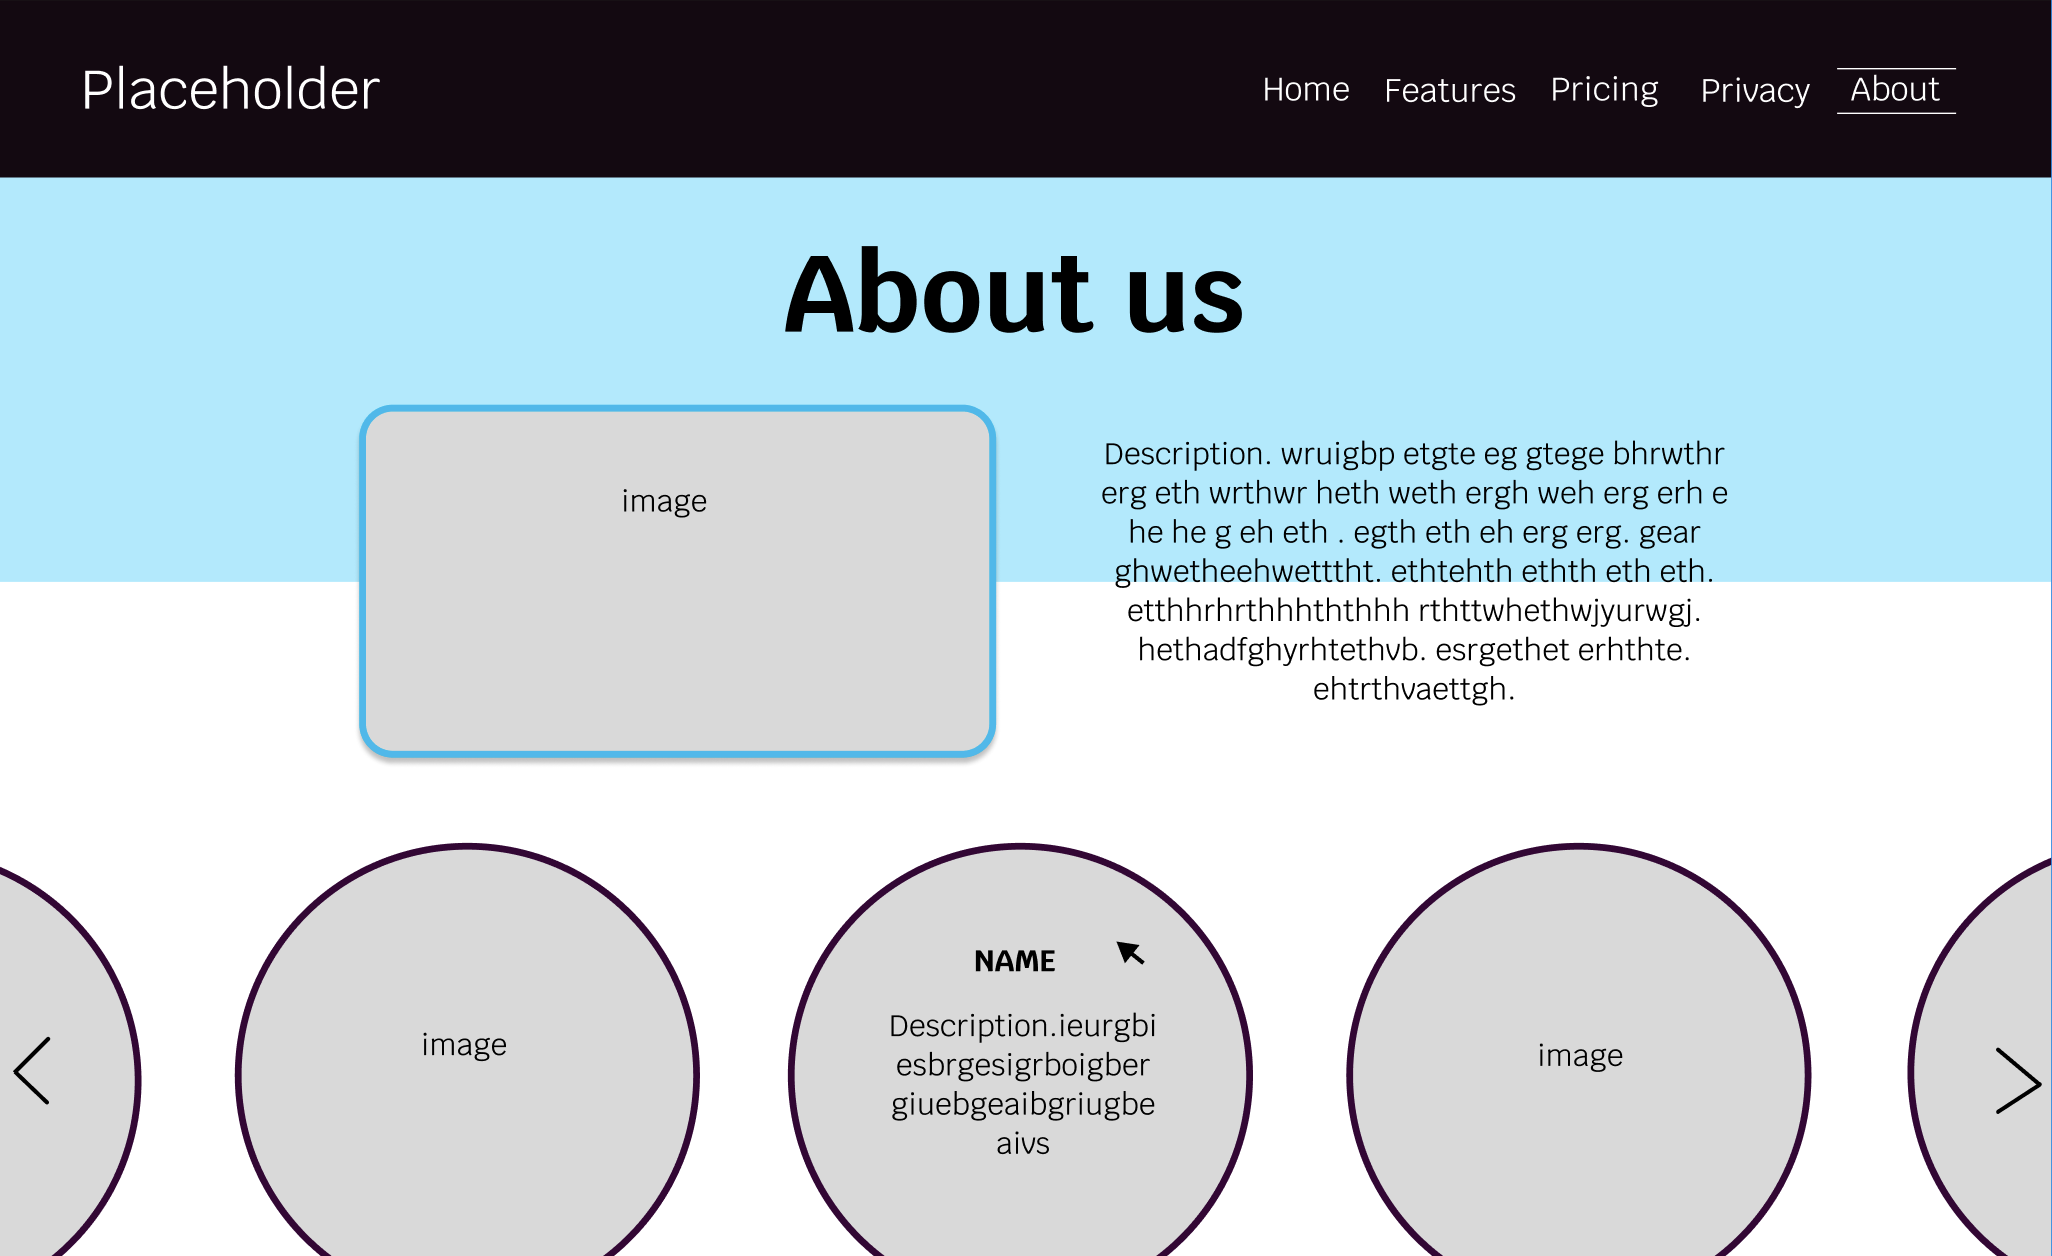 Placeholder
Home Features Pricing Privacy About
About us
image
Description. wruigbp etgte eg gtege bhrwthr
erg eth wrthwr heth weth ergh weh erg erh e
he he g eh eth . egth eth eh erg erg. gear
ghwetheehwetttht. ethtehth ethth eth eth.
etthhrhrthhhththhh rthttwhethwjyurwgj.
hethadfghyrhtethvb. esrgethet erhthte.
ehtrthvaettgh.
image
NAME
Description.ieurgbi
esbrgesigrboigber
giuebgeaibgriugbe
aivs
image